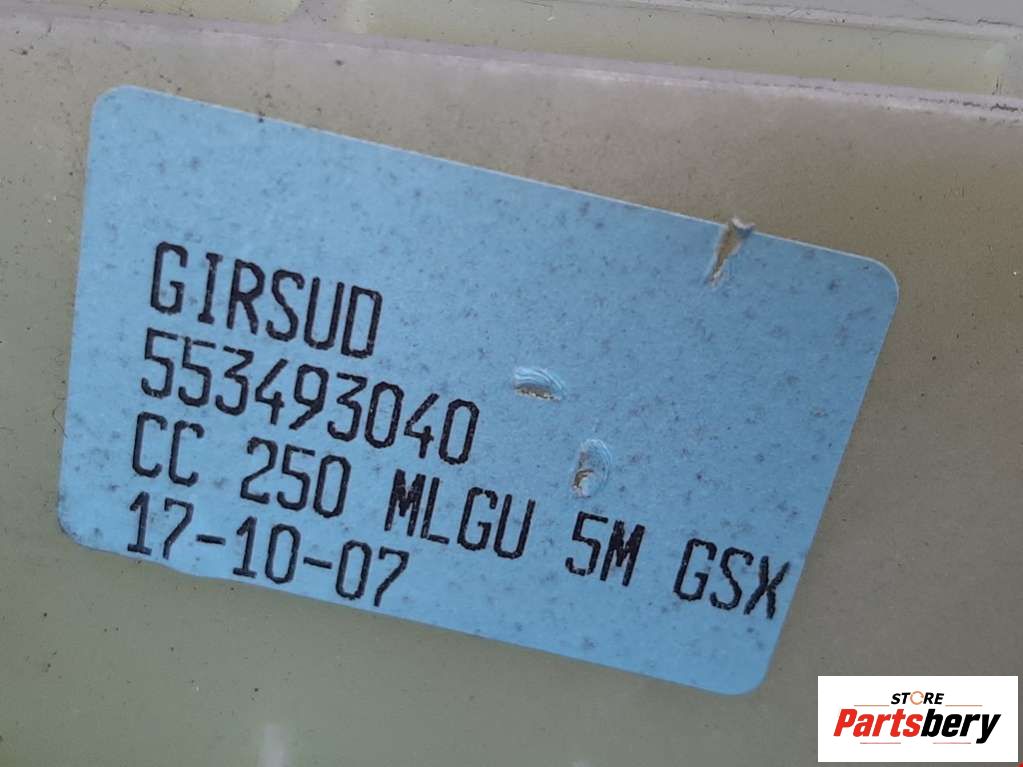 GIRSUD
553493040
CC 250 MLGU 5M GSX
17-10-07
STORE
Partsbery